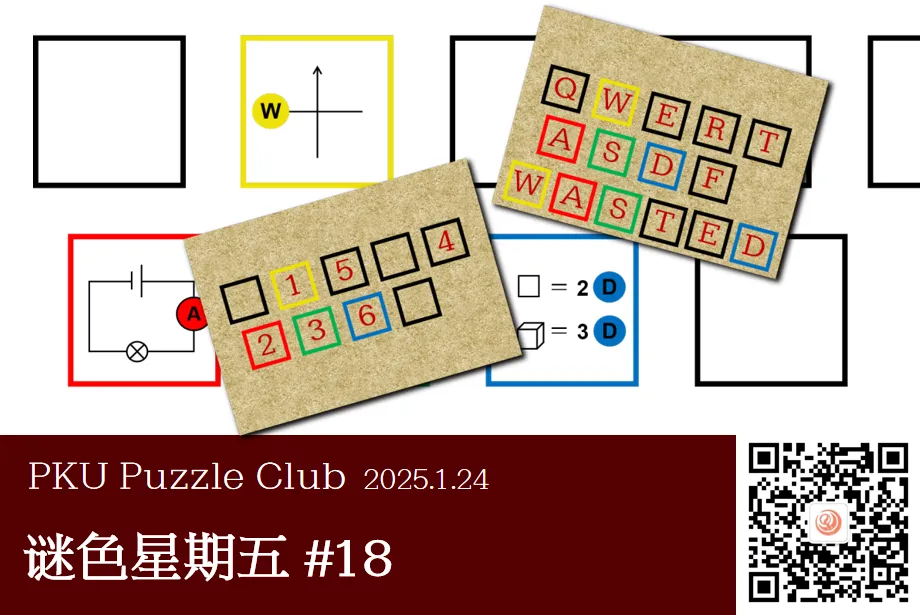 W
Q W E R T
A S D F
W A S T E D
1 5 4
2 3 6
A
□ = 2 D
= 3 D
PKU Puzzle Club 2025.1.24
谜色星期五 #18